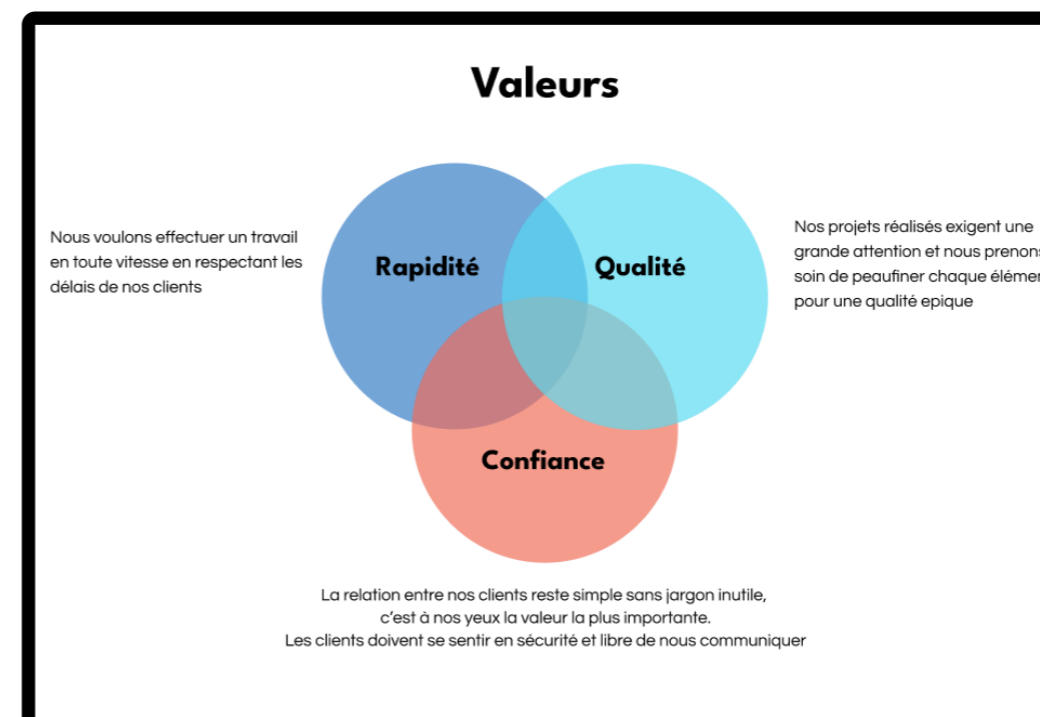 Valeurs
Nous voulons effectuer un travail
en toute vitesse en respectant les
délais de nos clients
Rapidité
Qualité
Nos projets réalisés exigent une
grande attention et nous prenons
soin de peaufiner chaque
pour une qualité epique
Confiance
La relation entre nos clients reste simple sans jargon inutile,
c'est à nos yeux la valeur la plus importante.
Les clients doivent se sentir en sécurité et libre de nous communiquer